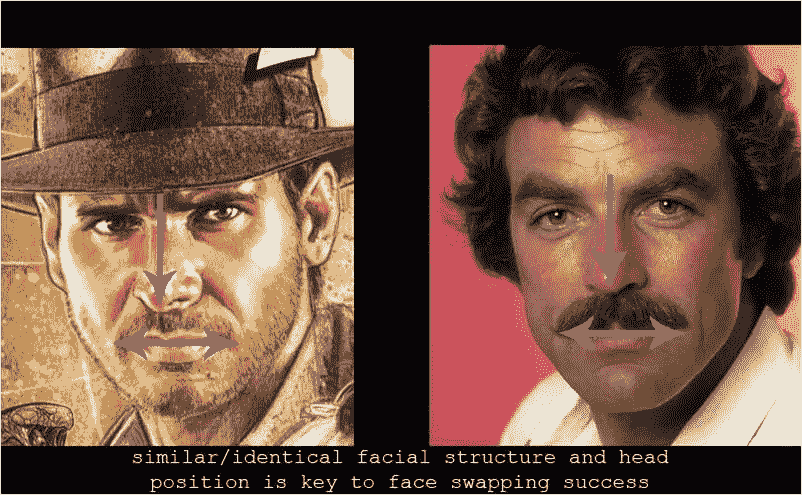 similar/identical facial structure and head
position is key to face swapping success